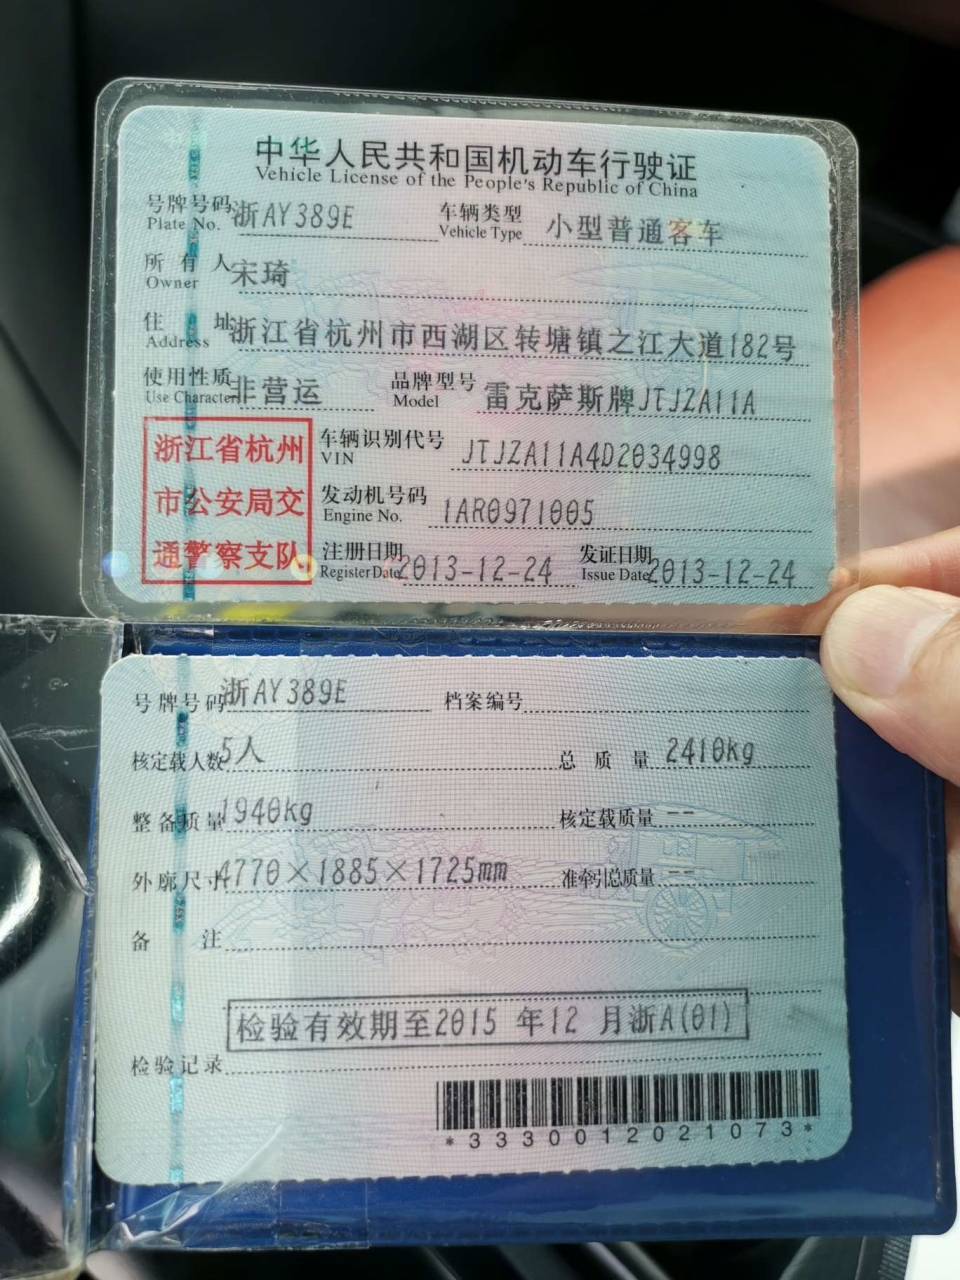 中华人民共和国机动车行驶证
Vehicle License of the People's Republic of China
号牌号码 Plate No. 浙AY389E 车辆类型 Vehicle Type 小型普通客车
所有人 Owner 宋琦
住址 Address 浙江省杭州市西湖区转塘镇之江大道182号
使用性质 Use Character 非营运 品牌型号 Model 雷克萨斯牌JTJZA11A
浙江省杭州
市公安局交
通警察支队
车辆识别代号 VIN JTJZA11A4D2034998
发动机号码 Engine No. 1AR0971005
注册日期 Register Date 2013-12-24 发证日期 Issue Date 2013-12-24
号牌号码 浙AY389E 档案编号
核定载人数 5人 总质量 2410kg
整备质量 1940kg 核定载质量 --
外廓尺寸 4770×1885×1725mm 准牵引总质量 --
备注
检验有效期至2015 年12 月浙A(01)
检验记录
*3330012021073*